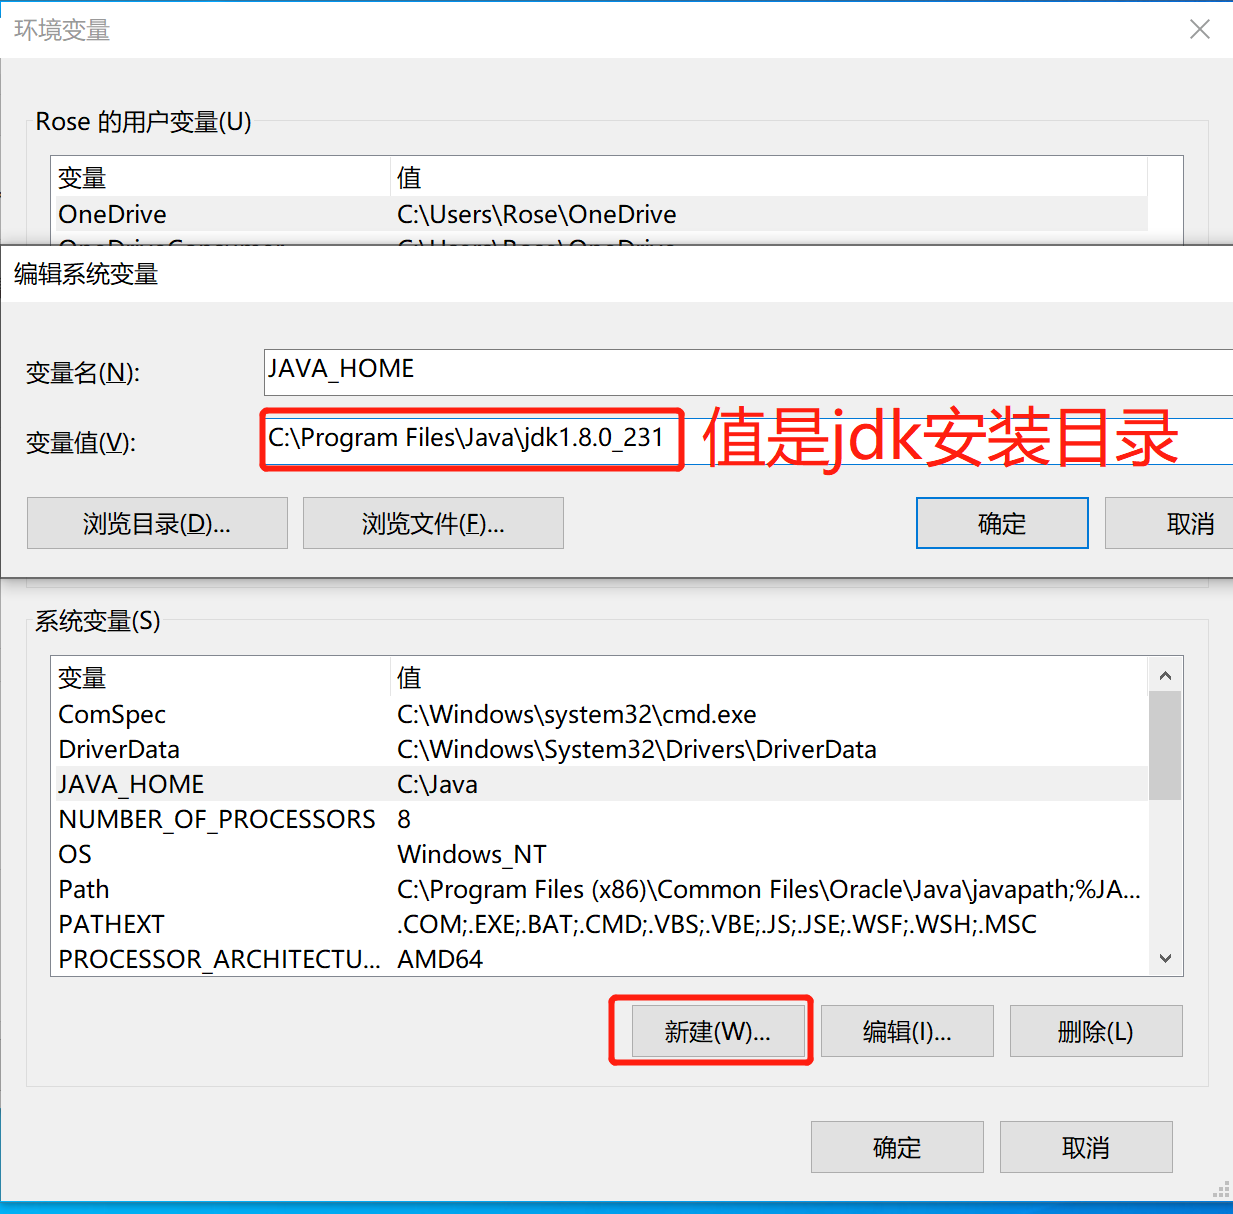 环境变量
Rose 的用户变量(U)
变量 值
OneDrive C:\Users\Rose\OneDrive
OneDriveConsumer C:\Users\Rose\OneDrive
编辑系统变量
变量名(N): JAVA_HOME
变量值(V): C:\Program Files\Java\jdk1.8.0_231 值是jdk安装目录
浏览目录(D)... 浏览文件(F)... 确定 取消
系统变量(S)
变量 值
ComSpec C:\Windows\system32\cmd.exe
DriverData C:\Windows\System32\Drivers\DriverData
JAVA_HOME C:\Java
NUMBER_OF_PROCESSORS 8
OS Windows_NT
Path C:\Program Files (x86)\Common Files\Oracle\Java\javapath;%JA...
PATHEXT .COM;.EXE;.BAT;.CMD;.VBS;.VBE;.JS;.JSE;.WSF;.WSH;.MSC
PROCESSOR_ARCHITECTU... AMD64
新建(W)... 编辑(I)... 删除(L)
确定 取消